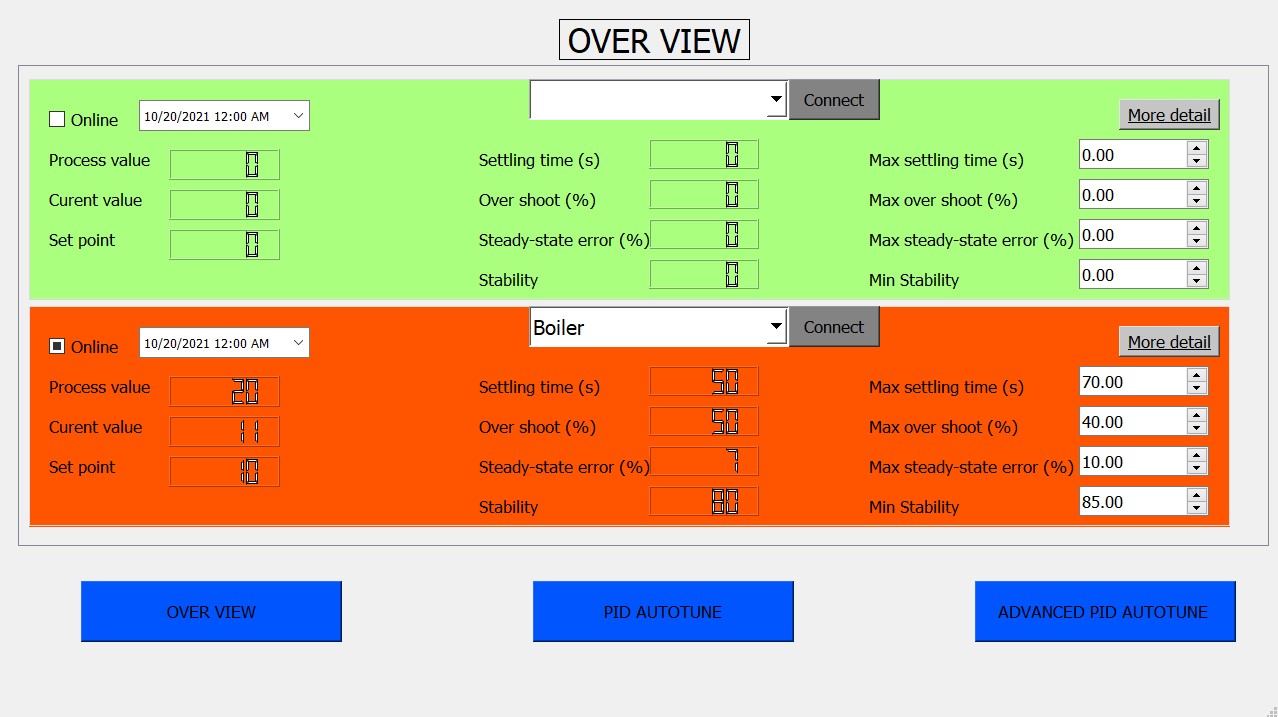 OVER VIEW
Connect
Online 10/20/2021 12:00 AM More detail
Process value 0 Settling time (s) 0 Max settling time (s) 0.00
Curent value 0 Over shoot (%) 0 Max over shoot (%) 0.00
Set point 0 Steady-state error (%) 0 Max steady-state error (%) 0.00
Stability 0 Min Stability 0.00
Boiler Connect
Online 10/20/2021 12:00 AM More detail
Process value 20 Settling time (s) 50 Max settling time (s) 70.00
Curent value 11 Over shoot (%) 50 Max over shoot (%) 40.00
Set point 10 Steady-state error (%) 7 Max steady-state error (%) 10.00
Stability 80 Min Stability 85.00
OVER VIEW PID AUTOTUNE ADVANCED PID AUTOTUNE